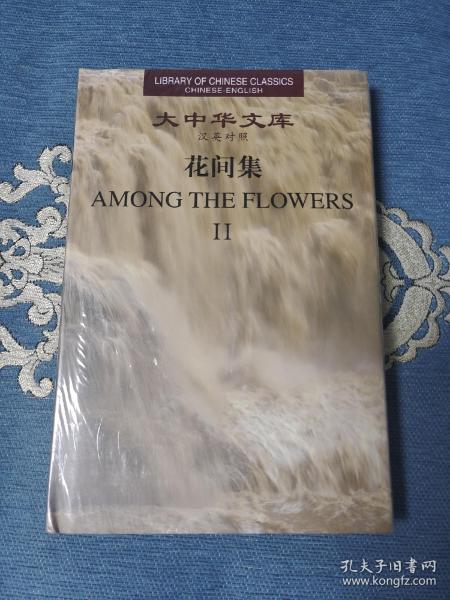 LIBRARY OF CHINESE CLASSICS
CHINESE-ENGLISH
大中华文库
汉英对照
花间集
AMONG THE FLOWERS
II
孔夫子旧书网
www.kongfz.com